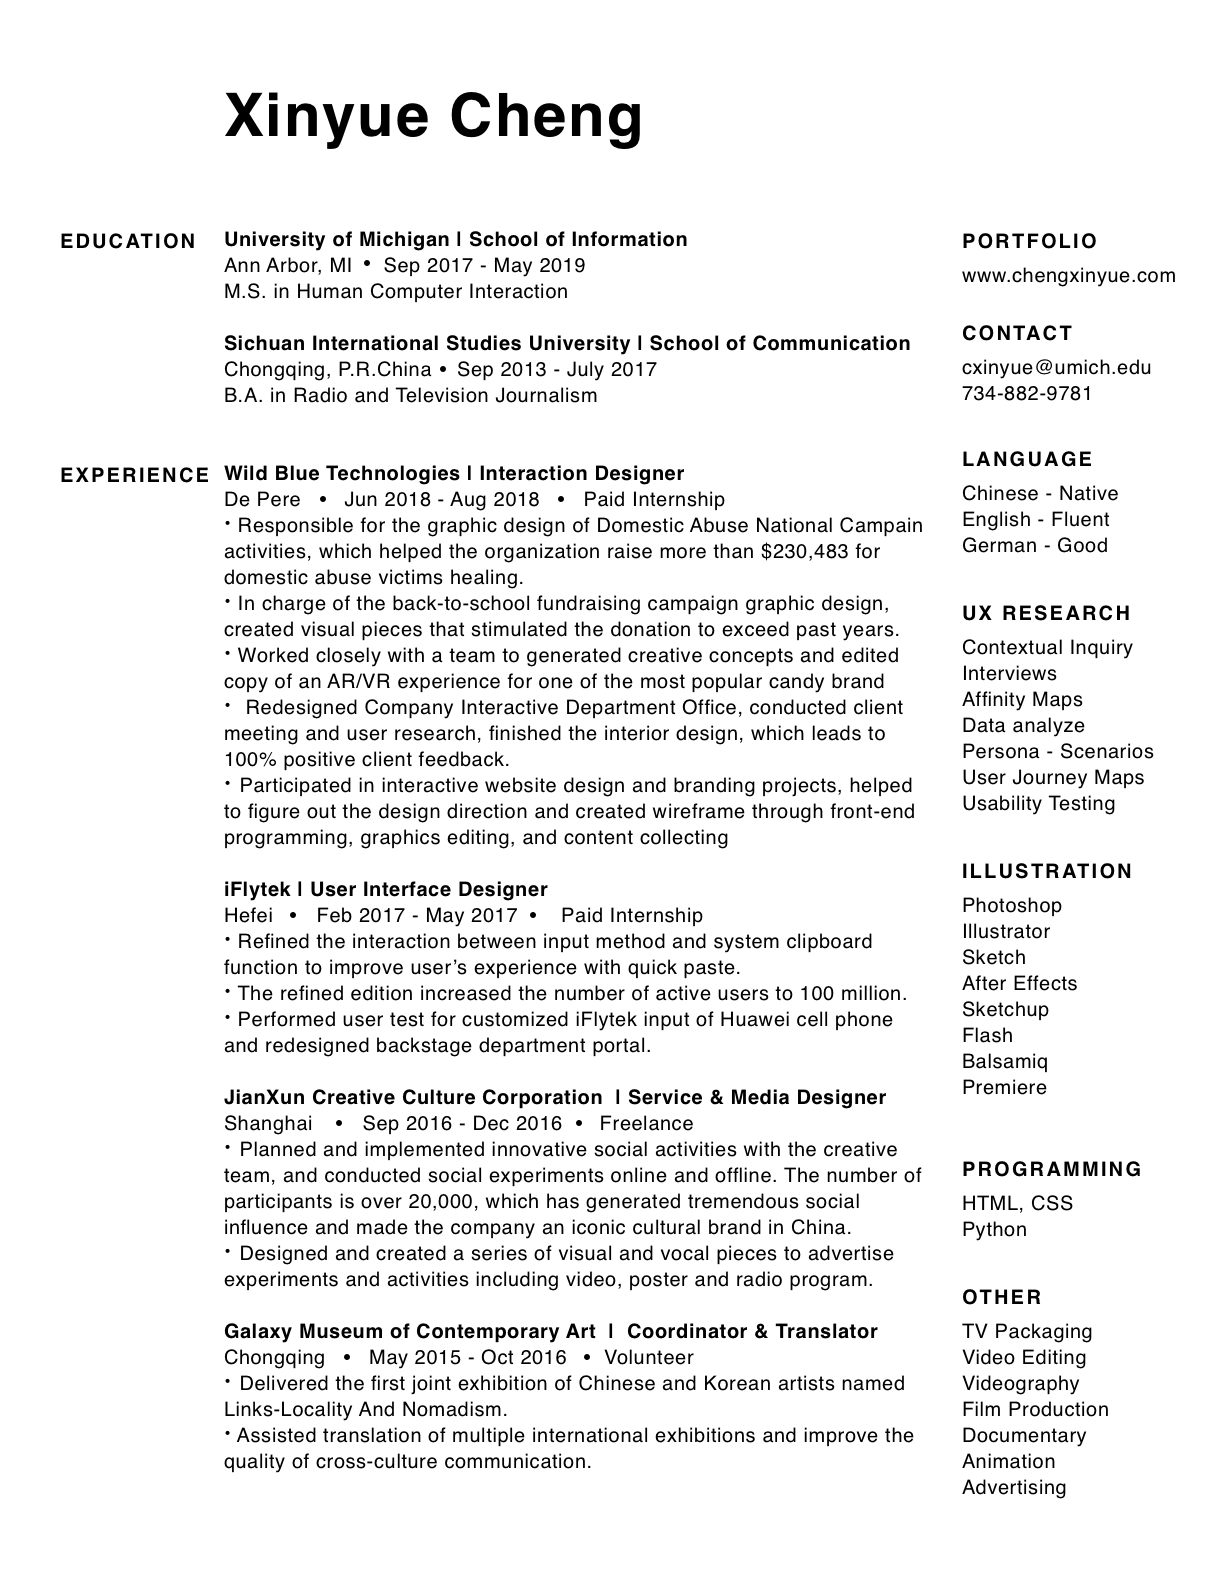 Xinyue Cheng
EDUCATION
University of Michigan | School of Information
Ann Arbor, MI • Sep 2017 - May 2019
M.S. in Human Computer Interaction
Sichuan International Studies University | School of Communication
Chongqing, P.R.China • Sep 2013 - July 2017
B.A. in Radio and Television Journalism
EXPERIENCE
Wild Blue Technologies | Interaction Designer
De Pere • Jun 2018 - Aug 2018 • Paid Internship
• Responsible for the graphic design of Domestic Abuse National Campain
activities, which helped the organization raise more than $230,483 for
domestic abuse victims healing.
• In charge of the back-to-school fundraising campaign graphic design,
created visual pieces that stimulated the donation to exceed past years.
• Worked closely with a team to generated creative concepts and edited
copy of an AR/VR experience for one of the most popular candy brand
• Redesigned Company Interactive Department Office, conducted client
meeting and user research, finished the interior design, which leads to
100% positive client feedback.
• Participated in interactive website design and branding projects, helped
to figure out the design direction and created wireframe through front-end
programming, graphics editing, and content collecting
iFlytek | User Interface Designer
Hefei • Feb 2017 - May 2017 • Paid Internship
• Refined the interaction between input method and system clipboard
function to improve user’s experience with quick paste.
• The refined edition increased the number of active users to 100 million.
• Performed user test for customized iFlytek input of Huawei cell phone
and redesigned backstage department portal.
JianXun Creative Culture Corporation | Service & Media Designer
Shanghai • Sep 2016 - Dec 2016 • Freelance
• Planned and implemented innovative social activities with the creative
team, and conducted social experiments online and offline. The number of
participants is over 20,000, which has generated tremendous social
influence and made the company an iconic cultural brand in China.
• Designed and created a series of visual and vocal pieces to advertise
experiments and activities including video, poster and radio program.
Galaxy Museum of Contemporary Art | Coordinator & Translator
Chongqing • May 2015 - Oct 2016 • Volunteer
• Delivered the first joint exhibition of Chinese and Korean artists named
Links-Locality And Nomadism.
• Assisted translation of multiple international exhibitions and improve the
quality of cross-culture communication.
PORTFOLIO
www.chengxinyue.com
CONTACT
cxinyue@umich.edu
734-882-9781
LANGUAGE
Chinese - Native
English - Fluent
German - Good
UX RESEARCH
Contextual Inquiry
Interviews
Affinity Maps
Data analyze
Persona - Scenarios
User Journey Maps
Usability Testing
ILLUSTRATION
Photoshop
Illustrator
Sketch
After Effects
Sketchup
Flash
Balsamiq
Premiere
PROGRAMMING
HTML, CSS
Python
OTHER
TV Packaging
Video Editing
Videography
Film Production
Documentary
Animation
Advertising